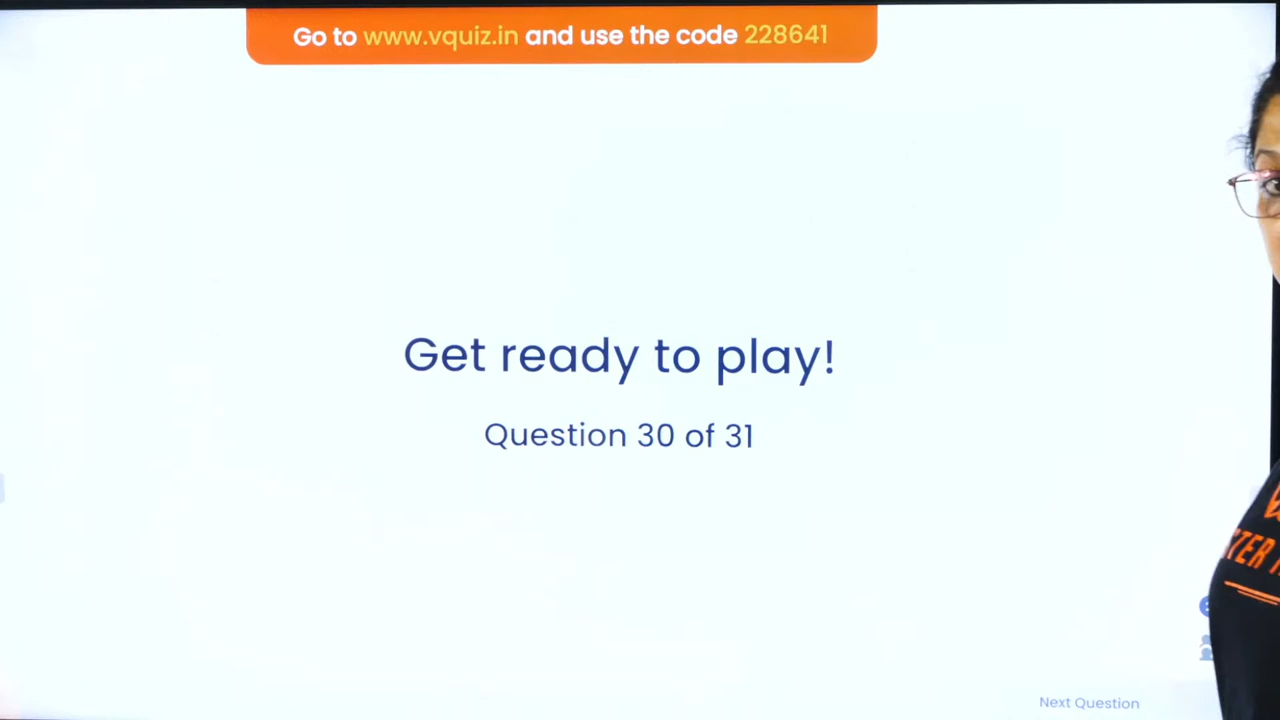 Go to www.vquiz.in and use the code 228641
Get ready to play!
Question 30 of 31
Next Question